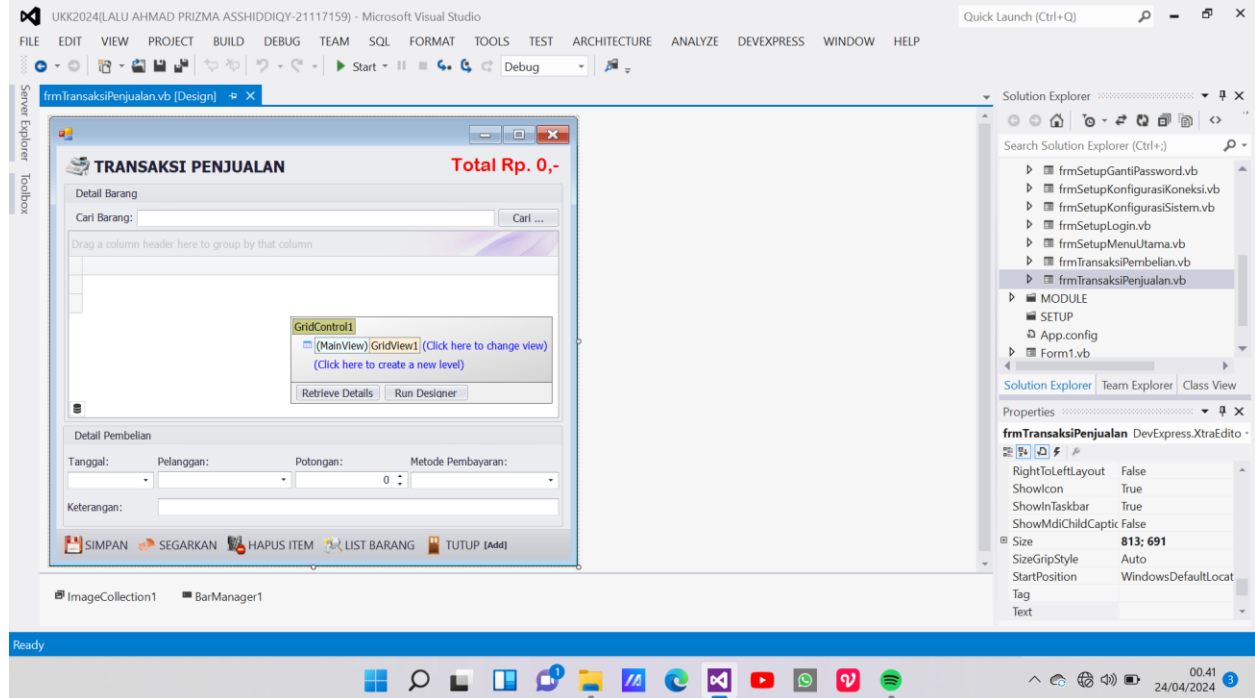 UKK2024(LALU AHMAD PRIZMA ASSHIDDIQY-21117159) - Microsoft Visual Studio
Quick Launch (Ctrl+Q)
FILE EDIT VIEW PROJECT BUILD DEBUG TEAM SQL FORMAT TOOLS TEST ARCHITECTURE ANALYZE DEVEXPRESS WINDOW HELP
Start Debug
Server Explorer
Toolbox
frmTransaksiPenjualan.vb [Design]
TRANSAKSI PENJUALAN
Total Rp. 0,-
Detail Barang
Cari Barang:
Cari ...
Drag a column header here to group by that column
GridControl1
(MainView) GridView1 (Click here to change view)
(Click here to create a new level)
Retrieve Details Run Designer
Detail Pembelian
Tanggal: Pelanggan: Potongan: Metode Pembayaran:
0
Keterangan:
SIMPAN SEGARKAN HAPUS ITEM LIST BARANG TUTUP [Add]
ImageCollection1 BarManager1
Solution Explorer
Search Solution Explorer (Ctrl+;)
frmSetupGantiPassword.vb
frmSetupKonfigurasiKoneksi.vb
frmSetupKonfigurasiSistem.vb
frmSetupLogin.vb
frmSetupMenuUtama.vb
frmTransaksiPembelian.vb
frmTransaksiPenjualan.vb
MODULE
SETUP
App.config
Form1.vb
Solution Explorer Team Explorer Class View
Properties
frmTransaksiPenjualan DevExpress.XtraEdito
RightToLeftLayout False
ShowIcon True
ShowInTaskbar True
ShowMdiChildCaptic False
Size 813; 691
SizeGripStyle Auto
StartPosition WindowsDefaultLocat
Tag
Text
Ready
1
00.41
24/04/2024
3